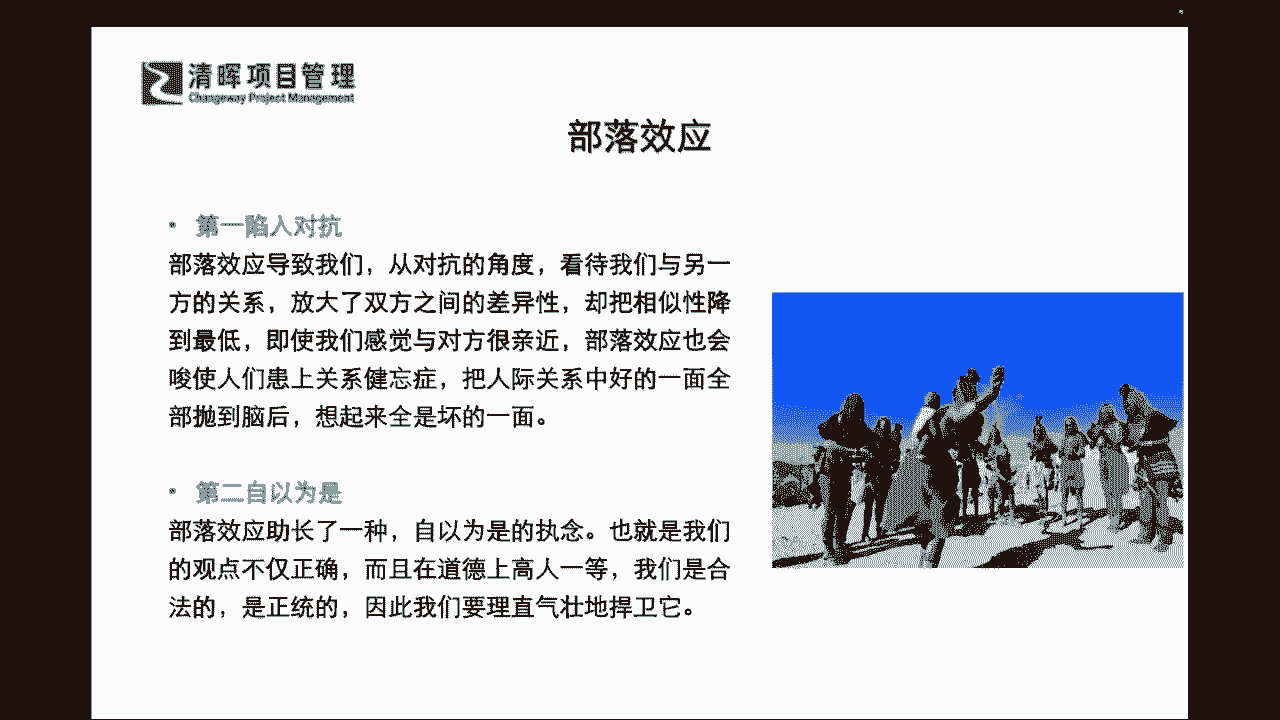 清晖项目管理
Changeway Project Management
部落效应
• 第一陷入对抗
部落效应导致我们，从对抗的角度，看待我们与另一
方的关系，放大了双方之间的差异性，却把相似性降
到最低，即使我们感觉与对方很亲近，部落效应也会
唆使人们患上关系健忘症，把人际关系中好的一面全
部抛到脑后，想起来全是坏的一面。
• 第二自以为是
部落效应助长了一种，自以为是的执念。也就是我们
的观点不仅正确，而且在道德上高人一等，我们是合
法的，是正统的，因此我们要理直气壮地捍卫它。